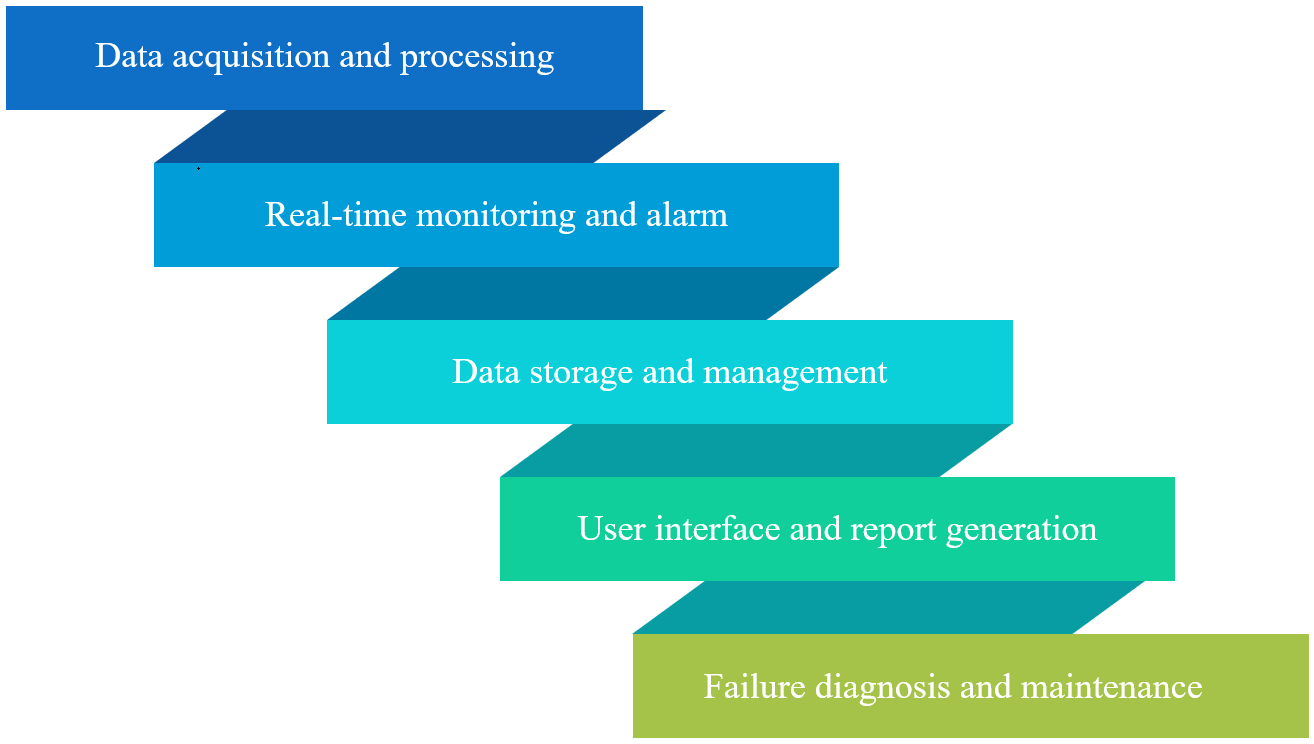 Data acquisition and processing
Real-time monitoring and alarm
Data storage and management
User interface and report generation
Failure diagnosis and maintenance